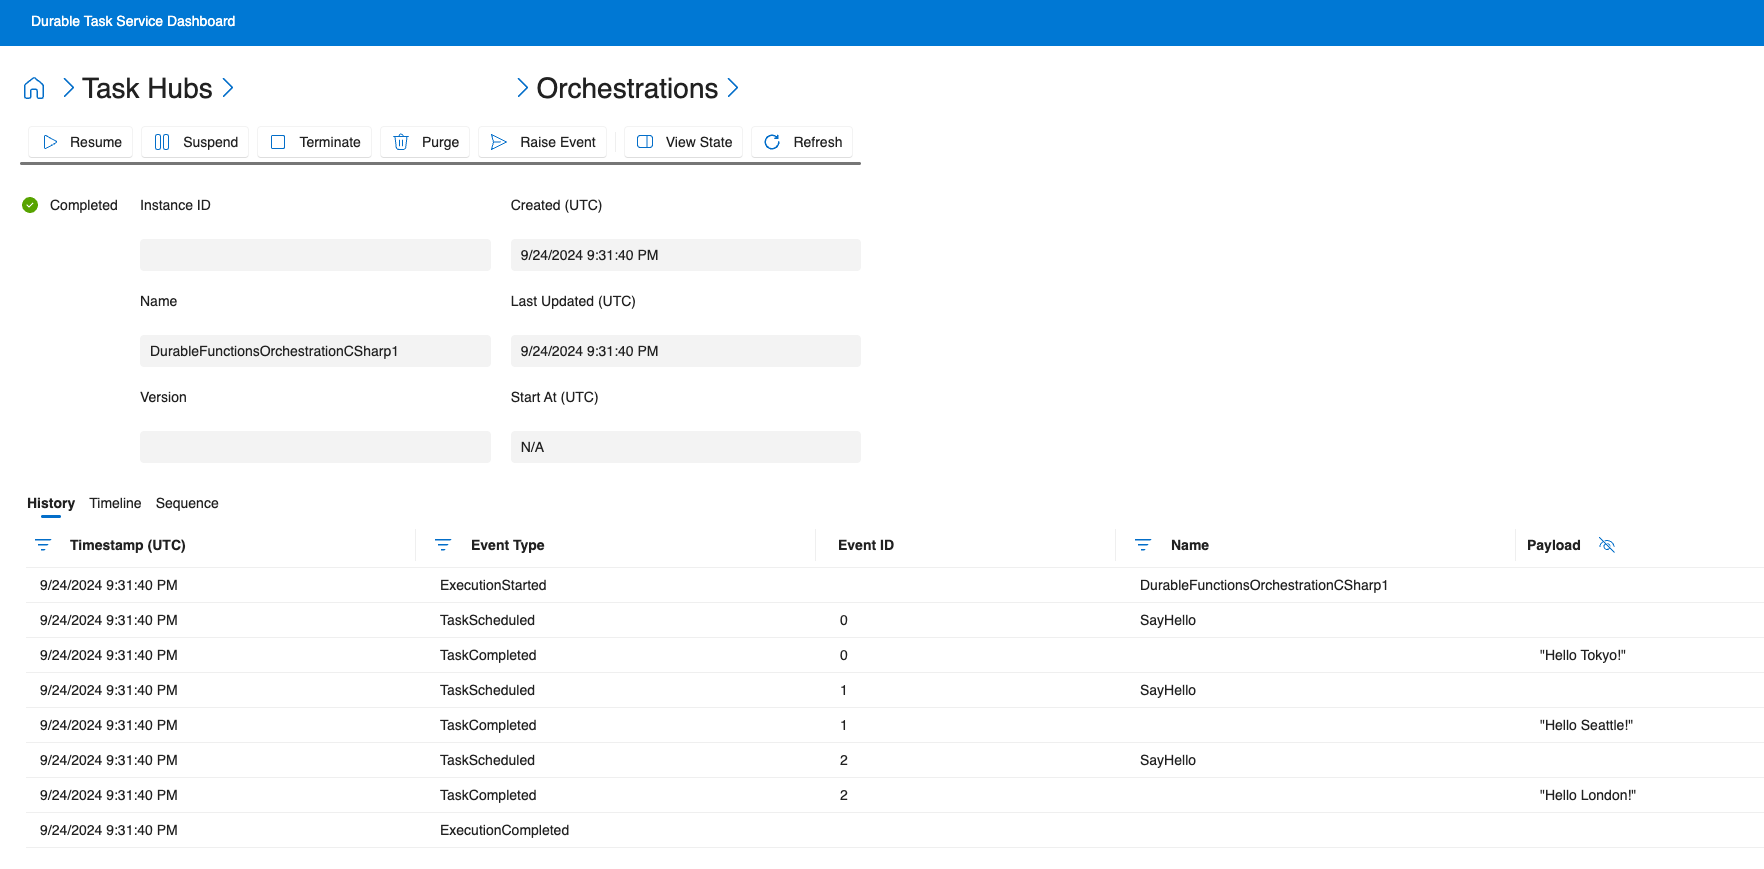 Durable Task Service Dashboard
Task Hubs Orchestrations
Resume Suspend Terminate Purge Raise Event View State Refresh
Completed Instance ID Created (UTC)
9/24/2024 9:31:40 PM
Name Last Updated (UTC)
DurableFunctionsOrchestrationCSharp1 9/24/2024 9:31:40 PM
Version Start At (UTC)
N/A
History Timeline Sequence
Timestamp (UTC) Event Type Event ID Name Payload
9/24/2024 9:31:40 PM ExecutionStarted DurableFunctionsOrchestrationCSharp1
9/24/2024 9:31:40 PM TaskScheduled 0 SayHello
9/24/2024 9:31:40 PM TaskCompleted 0 "Hello Tokyo!"
9/24/2024 9:31:40 PM TaskScheduled 1 SayHello
9/24/2024 9:31:40 PM TaskCompleted 1 "Hello Seattle!"
9/24/2024 9:31:40 PM TaskScheduled 2 SayHello
9/24/2024 9:31:40 PM TaskCompleted 2 "Hello London!"
9/24/2024 9:31:40 PM ExecutionCompleted